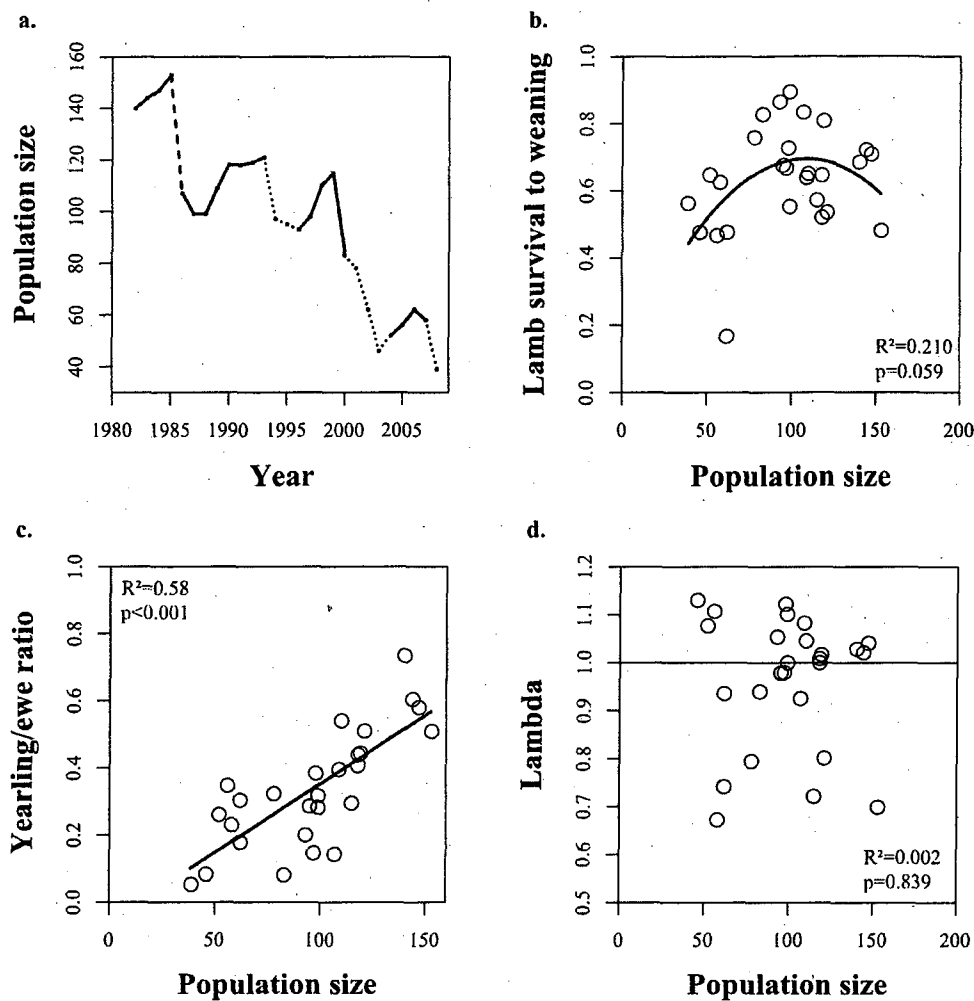 a.
Population size
160
140
120
100
80
60
40
1980 1985 1990 1995 2000 2005
Year
b.
Lamb survival to weaning
1.0
0.8
0.6
0.4
0.2
0.0
R²=0.210
p=0.059
0 50 100 150 200
Population size
c.
Yearling/ewe ratio
1.0
0.8
0.6
0.4
0.2
0.0
R²=0.58
p<0.001
0 50 100 150
Population size
d.
Lambda
1.2
1.1
1.0
0.9
0.8
0.7
0.6
0.5
R²=0.002
p=0.839
0 50 100 150 200
Population size